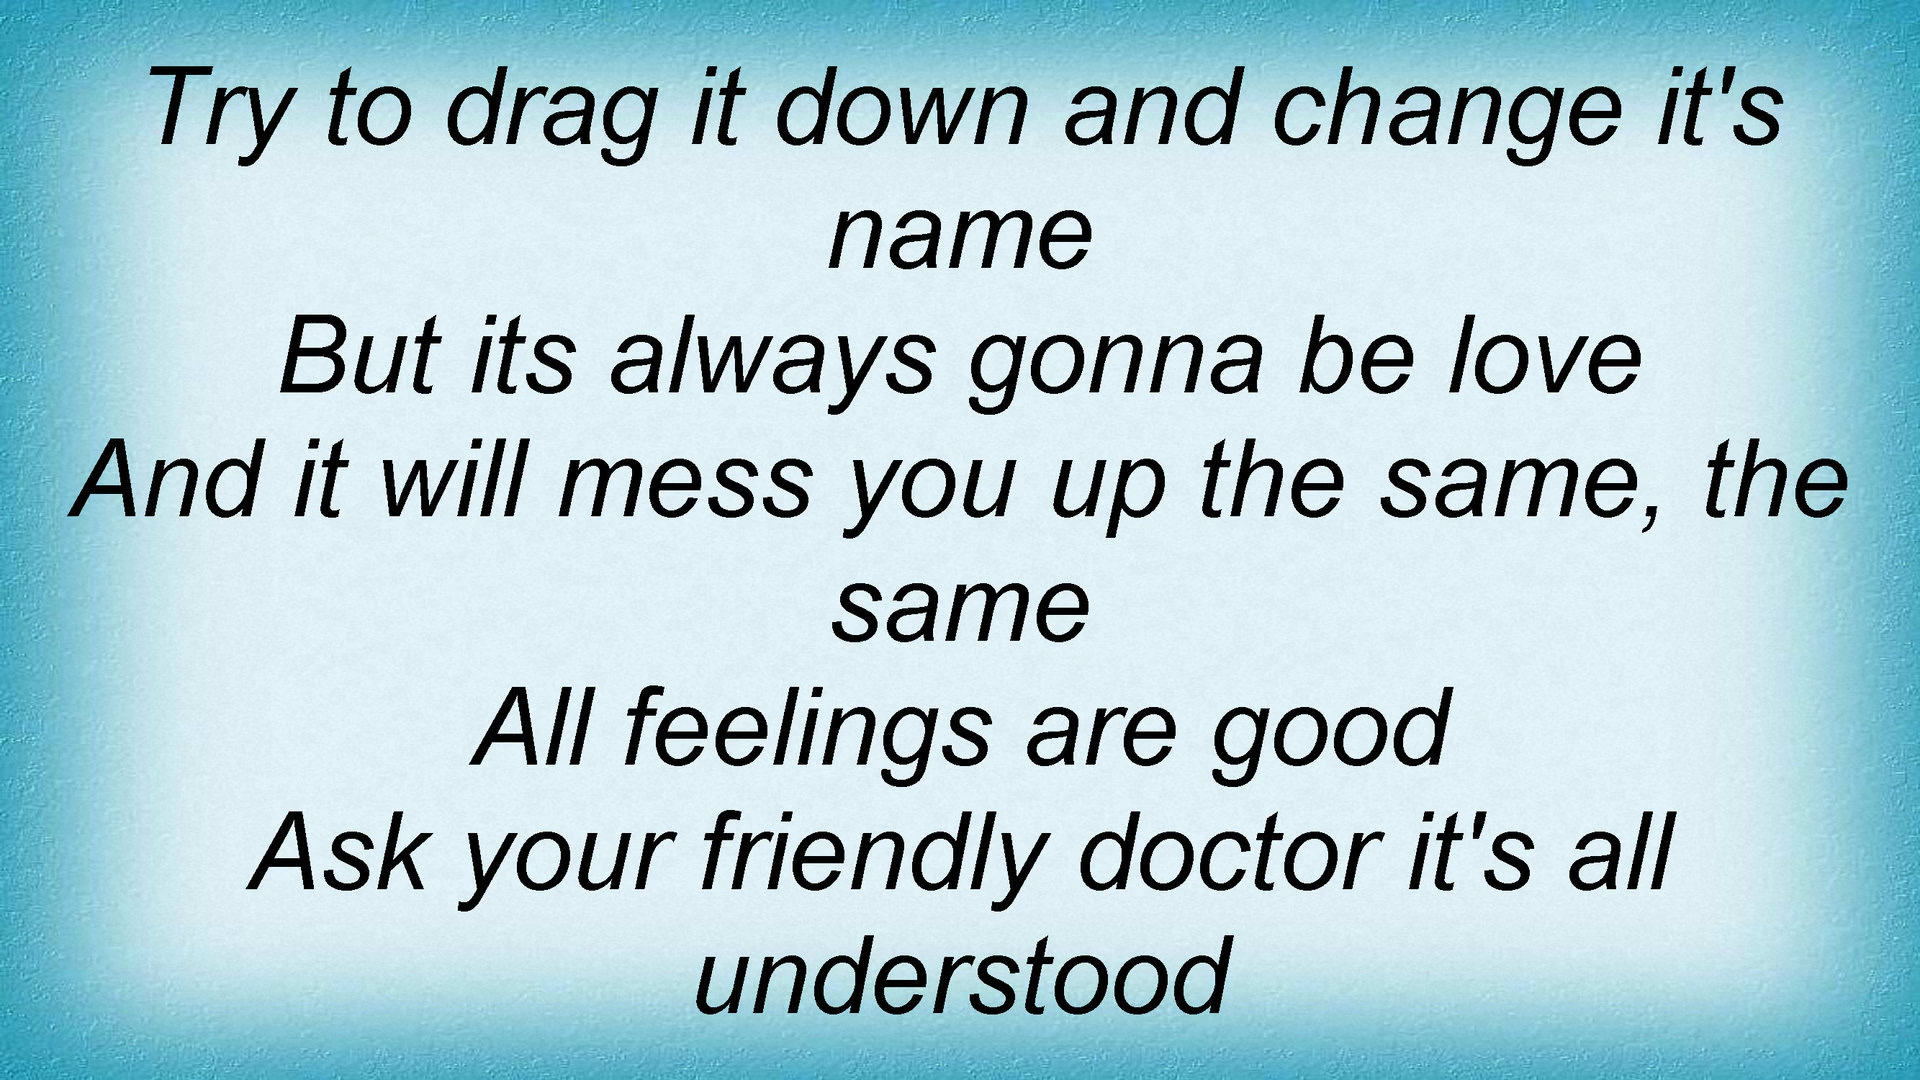 Try to drag it down and change it's
name
But its always gonna be love
And it will mess you up the same, the
same
All feelings are good
Ask your friendly doctor it's all
understood